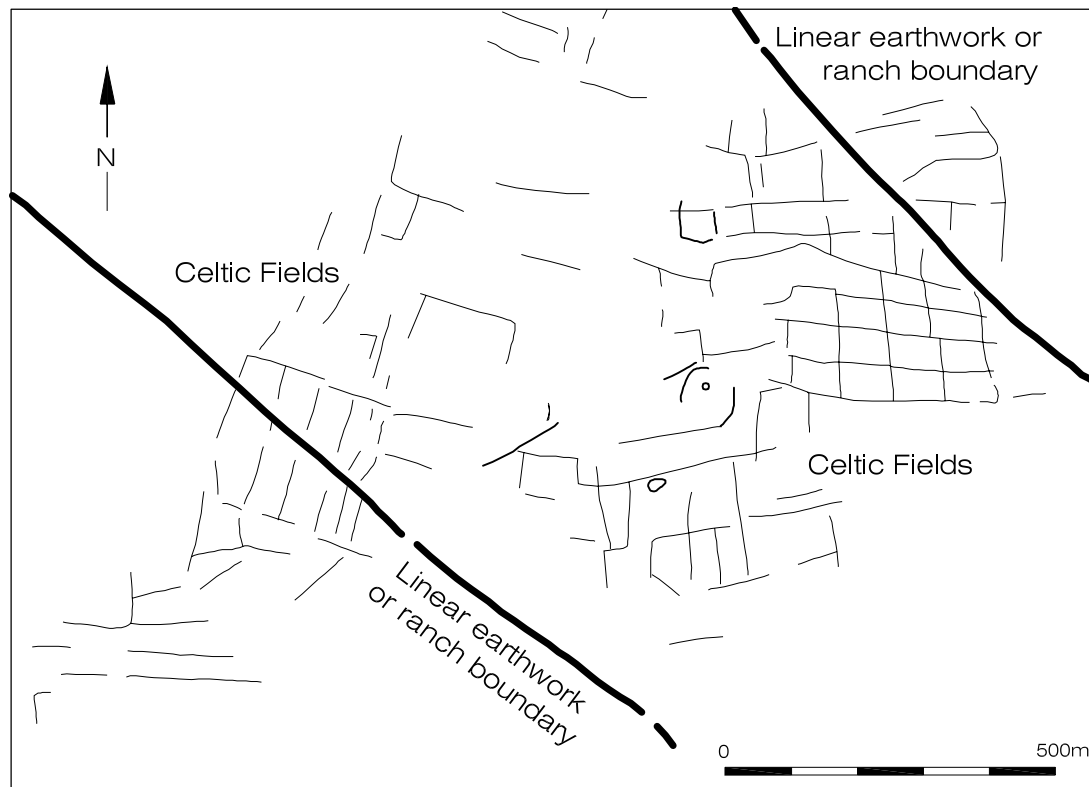 Linear earthwork or
ranch boundary
N
Celtic Fields
Celtic Fields
Linear earthwork
or ranch boundary
0 500m